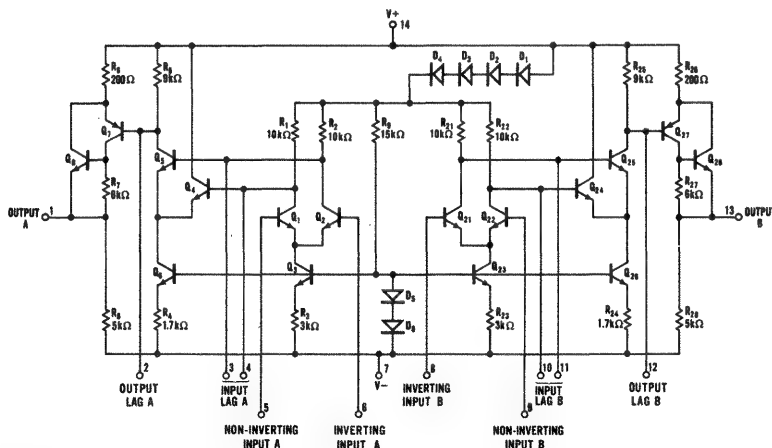 V+
14
R8
200Ω
R5
9kΩ
D4
D3
D2
D1
R25
9kΩ
R26
200Ω
Q7
R1
10kΩ
R2
10kΩ
R9
15kΩ
R21
10kΩ
R22
10kΩ
Q27
Q8
Q5
Q4
Q25
Q24
Q28
R7
6kΩ
R27
6kΩ
OUTPUT
A
1
Q1
Q2
Q21
Q22
13
OUTPUT
B
Q6
Q3
Q23
Q26
D5
D6
R6
5kΩ
R4
1.7kΩ
R3
3kΩ
R23
3kΩ
R24
1.7kΩ
R28
5kΩ
2
3
4
7
8
10
11
12
OUTPUT
LAG A
INPUT
LAG A
V−
INVERTING
INPUT B
INPUT
LAG B
OUTPUT
LAG B
5
6
9
NON-INVERTING
INPUT A
INVERTING
INPUT A
NON-INVERTING
INPUT B